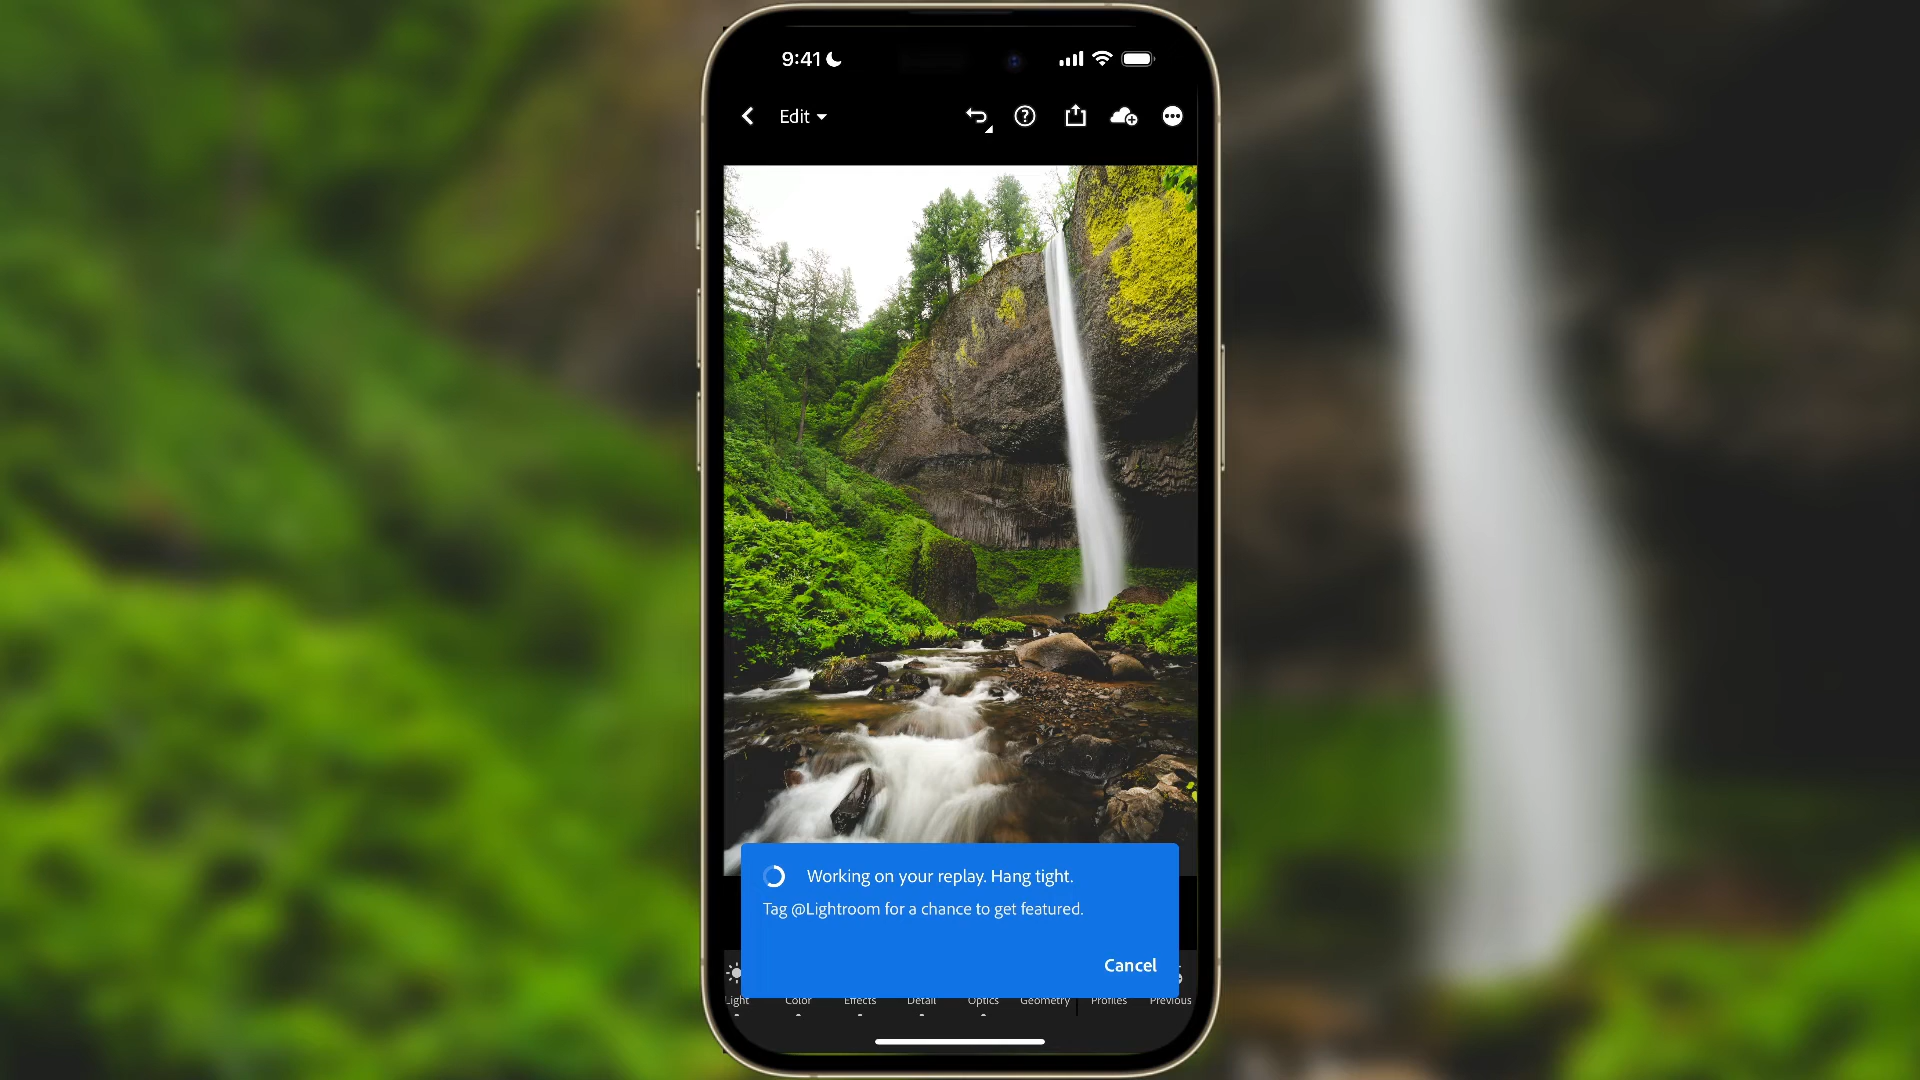 9:41
Edit
Working on your replay. Hang tight.
Tag @Lightroom for a chance to get featured.
Cancel
Light Color Effects Detail Optics Geometry Profiles Previous